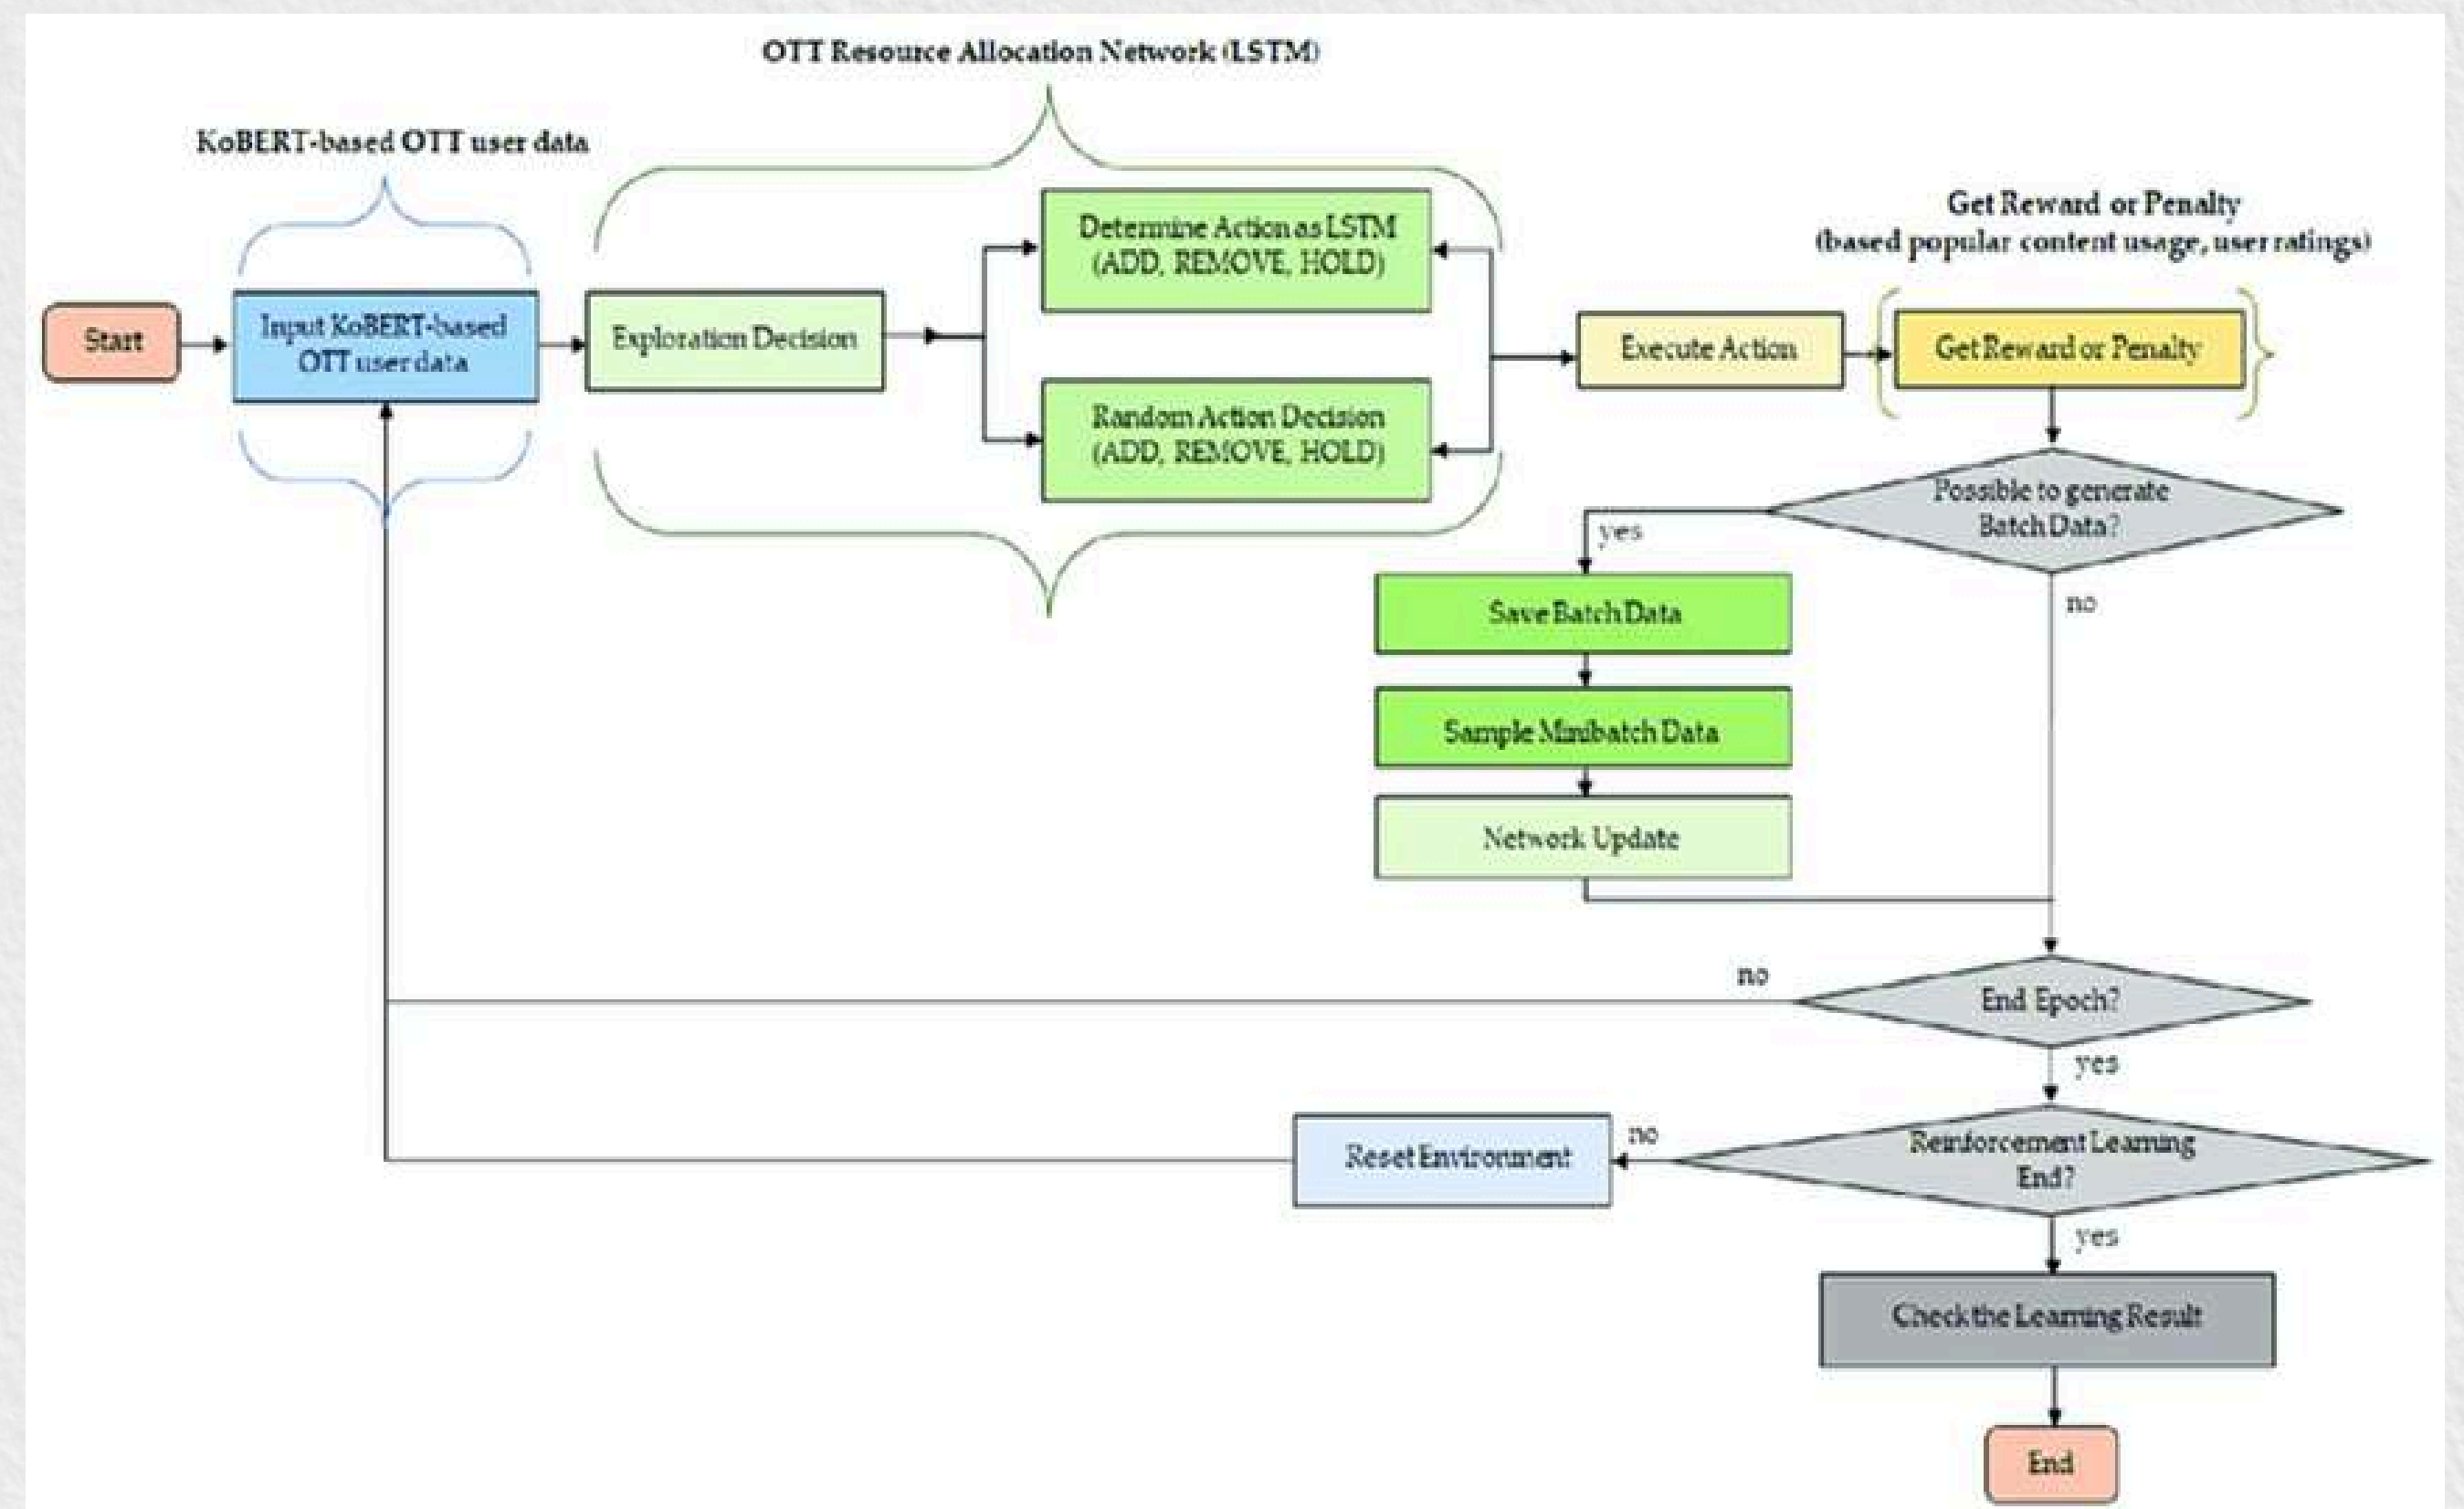 OTT Resource Allocation Network (LSTM)
KoBERT-based OTT user data
Get Reward or Penalty
(based popular content usage, user ratings)
Start
Input KoBERT-based
OTT user data
Exploration Decision
Determine Action as LSTM
(ADD, REMOVE, HOLD)
Random Action Decision
(ADD, REMOVE, HOLD)
Execute Action
Get Reward or Penalty
Possible to generate
Batch Data?
yes
no
Save Batch Data
Sample Minibatch Data
Network Update
no
End Epoch?
yes
Reset Environment
no
Reinforcement Learning
End?
yes
Check the Learning Result
End